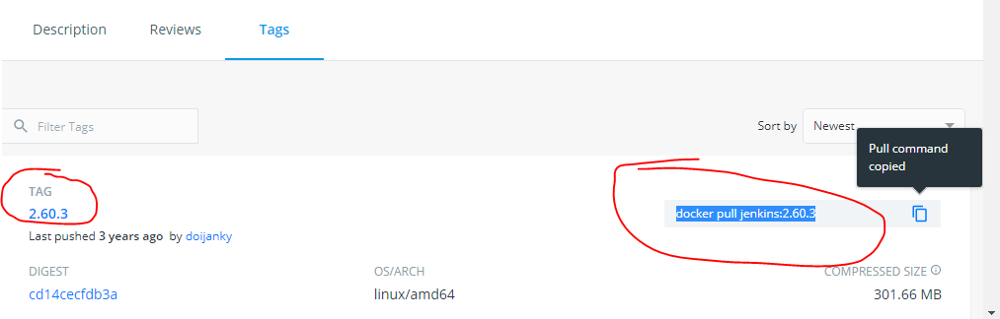 Description Reviews Tags
Filter Tags
Sort by Newest
Pull command
copied
TAG
2.60.3
docker pull jenkins:2.60.3
Last pushed 3 years ago by doijanky
DIGEST OS/ARCH COMPRESSED SIZE
cd14cecfdb3a linux/amd64 301.66 MB